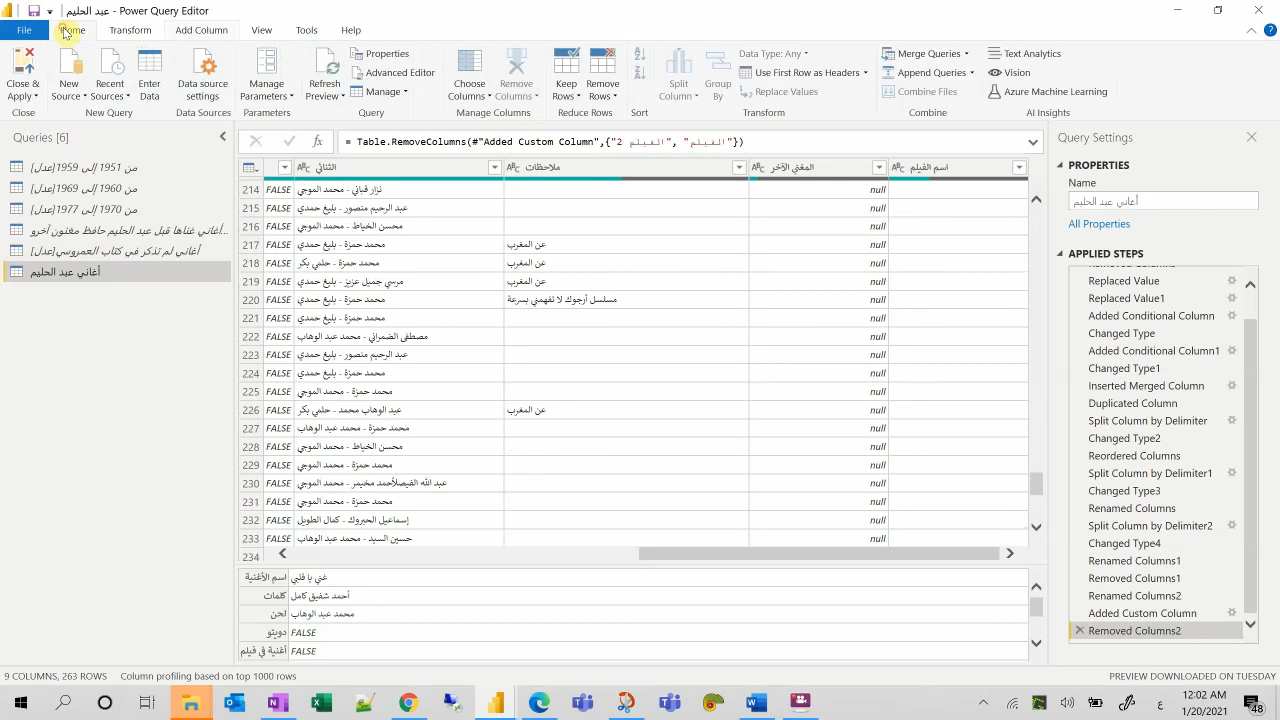 عبد الحليم - Power Query Editor
File Home Transform Add Column View Tools Help
Close & Apply
New Source
Recent Sources
Enter Data
Data source settings
Manage Parameters
Refresh Preview
Properties
Advanced Editor
Manage
Choose Columns
Remove Columns
Keep Rows
Remove Rows
Split Column
Group By
Data Type: Any
Use First Row as Headers
Replace Values
Merge Queries
Append Queries
Combine Files
Text Analytics
Vision
Azure Machine Learning
Close New Query Data Sources Parameters Query Manage Columns Reduce Rows Sort Transform Combine AI Insights
Queries [6]
من 1951 إلى 1959[عدل]
من 1960 إلى 1969[عدل]
من 1970 إلى 1977[عدل]
أغاني غناها قبل عبد الحليم حافظ مغنون آخرو...
أغاني لم تذكر في كتاب العمروسي[عدل]
أغاني عبد الحليم
= Table.RemoveColumns(#"Added Custom Column",{"الفيلم", "الفيلم 2"})
الثنائي ملاحظات المغني الآخر اسم الفيلم
214 FALSE نزار قباني - محمد الموجي null
215 FALSE عبد الرحيم منصور - بليغ حمدي null
216 FALSE محسن الخياط - محمد الموجي null
217 FALSE محمد حمزة - بليغ حمدي عن المغرب null
218 FALSE محمد حمزة - حلمي بكر عن المغرب null
219 FALSE مرسي جميل عزيز - بليغ حمدي عن المغرب null
220 FALSE محمد حمزة - بليغ حمدي مسلسل أرجوك لا تفهمني بسرعة null
221 FALSE محمد حمزة - بليغ حمدي null
222 FALSE مصطفى الضمراني - محمد عبد الوهاب null
223 FALSE عبد الرحيم منصور - بليغ حمدي null
224 FALSE محمد حمزة - بليغ حمدي null
225 FALSE محمد حمزة - محمد الموجي null
226 FALSE عبد الوهاب محمد - حلمي بكر عن المغرب null
227 FALSE محمد حمزة - محمد عبد الوهاب null
228 FALSE محسن الخياط - محمد الموجي null
229 FALSE محمد حمزة - محمد الموجي null
230 FALSE عبد الله الفيصلأحمد مخيمر - محمد الموجي null
231 FALSE محمد حمزة - محمد الموجي null
232 FALSE إسماعيل الحبروك - كمال الطويل null
233 FALSE حسين السيد - محمد عبد الوهاب null
234
اسم الأغنية غني يا قلبي
كلمات أحمد شفيق كامل
لحن محمد عبد الوهاب
دويتو FALSE
أغنية في فيلم FALSE
Query Settings
PROPERTIES
Name
أغاني عبد الحليم
All Properties
APPLIED STEPS
Replaced Value
Replaced Value1
Added Conditional Column
Changed Type
Added Conditional Column1
Changed Type1
Inserted Merged Column
Duplicated Column
Split Column by Delimiter
Changed Type2
Reordered Columns
Split Column by Delimiter1
Changed Type3
Renamed Columns
Split Column by Delimiter2
Changed Type4
Renamed Columns1
Removed Columns1
Renamed Columns2
Added Custom Column
Removed Columns2
9 COLUMNS, 263 ROWS Column profiling based on top 1000 rows PREVIEW DOWNLOADED ON TUESDAY
ع
12:02 AM
1/20/2021
48